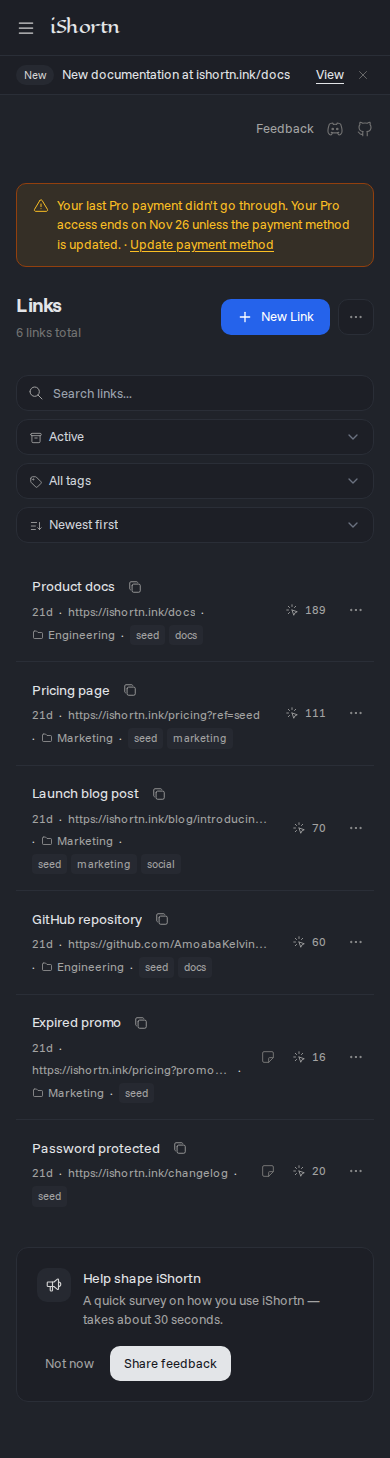 iShortn
New New documentation at ishortn.ink/docs View
Feedback
Your last Pro payment didn't go through. Your Pro
access ends on Nov 26 unless the payment method
is updated. · Update payment method
Links
6 links total
New Link
Search links...
Active
All tags
Newest first
Product docs
21d · https://ishortn.ink/docs ·
Engineering · seed docs
189
Pricing page
21d · https://ishortn.ink/pricing?ref=seed
· Marketing · seed marketing
111
Launch blog post
21d · https://ishortn.ink/blog/introducin...
· Marketing ·
seed marketing social
70
GitHub repository
21d · https://github.com/AmoabaKelvin...
· Engineering · seed docs
60
Expired promo
21d ·
https://ishortn.ink/pricing?promo... ·
Marketing · seed
16
Password protected
21d · https://ishortn.ink/changelog ·
seed
20
Help shape iShortn
A quick survey on how you use iShortn —
takes about 30 seconds.
Not now Share feedback